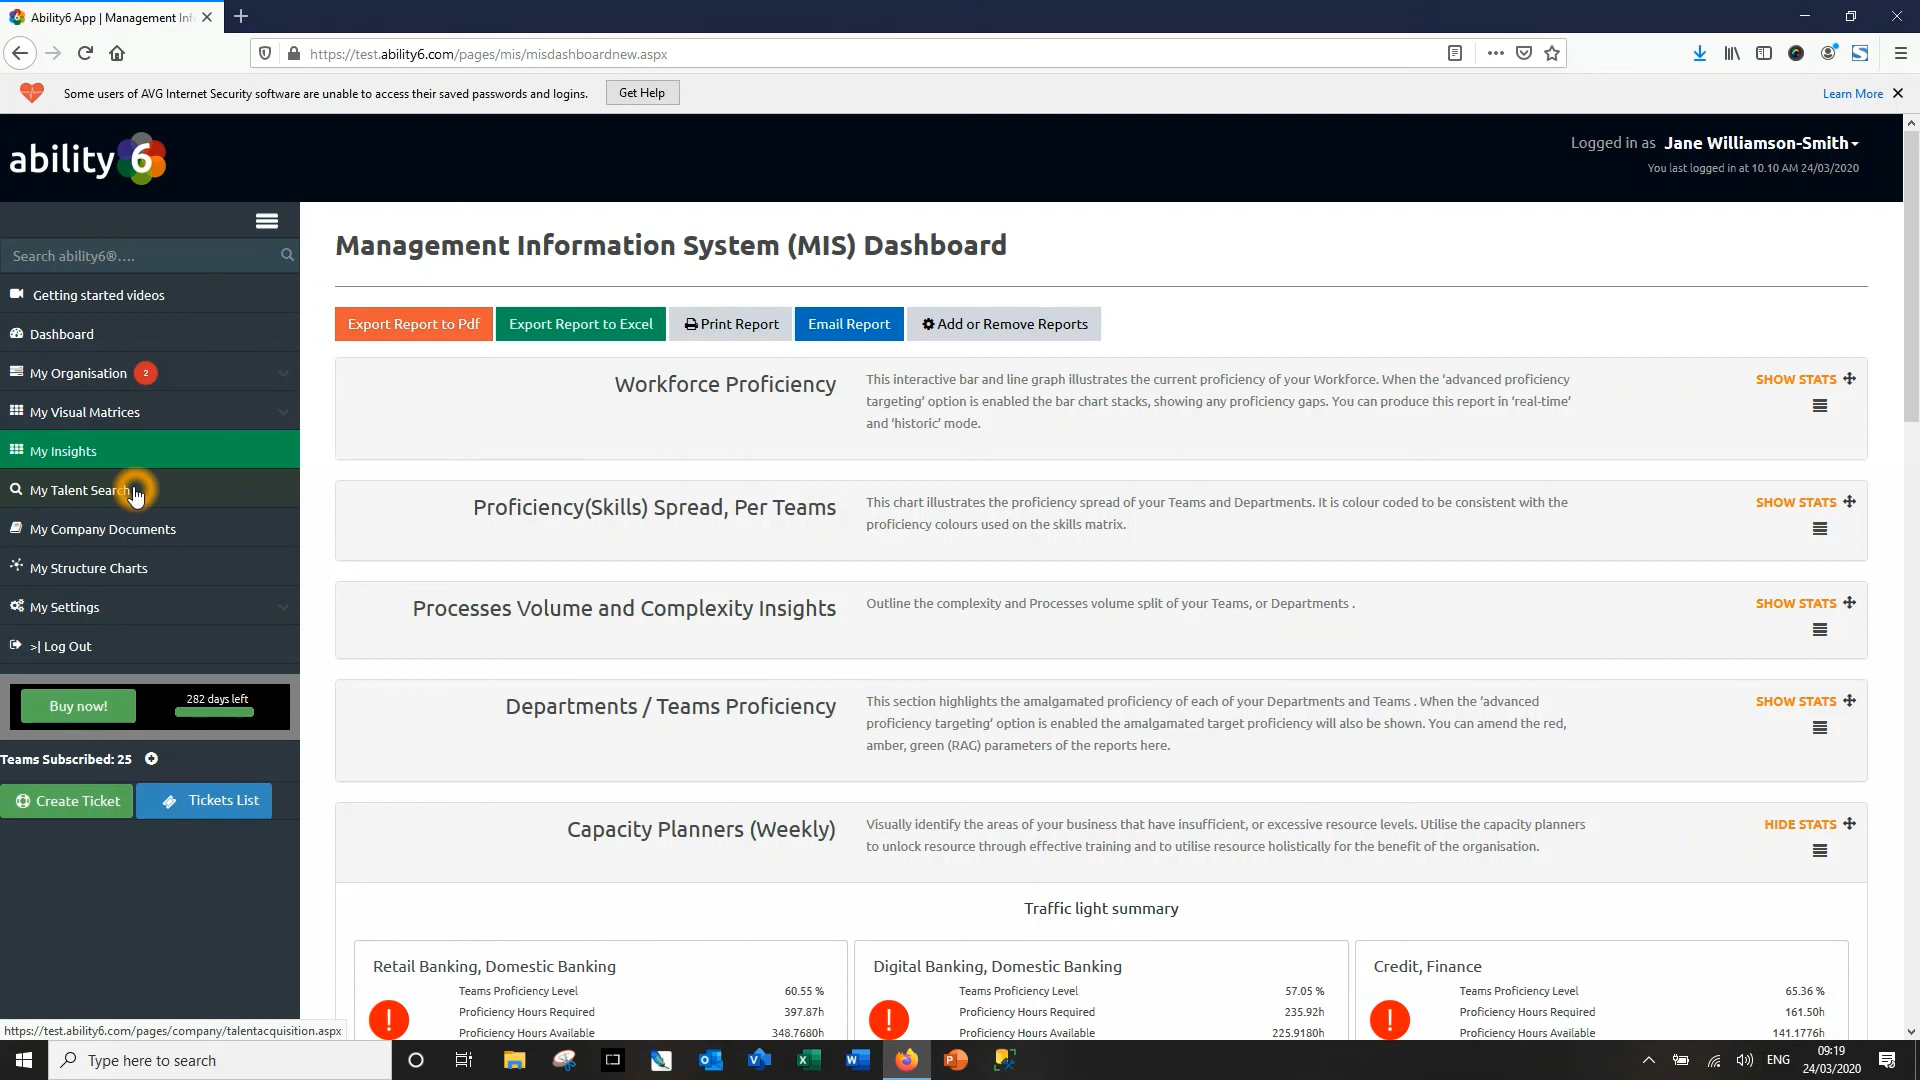 Ability6 App | Management Inf
https://test.ability6.com/pages/mis/misdashboardnew.aspx
Some users of AVG Internet Security software are unable to access their saved passwords and logins.
Get Help
Learn More
ability6
Logged in as Jane Williamson-Smith
You last logged in at 10.10 AM 24/03/2020
Search ability6®....
Getting started videos
Dashboard
My Organisation 2
My Visual Matrices
My Insights
My Talent Search
My Company Documents
My Structure Charts
My Settings
>| Log Out
Buy now!
282 days left
Teams Subscribed: 25
Create Ticket
Tickets List
https://test.ability6.com/pages/company/talentacquisition.aspx
Management Information System (MIS) Dashboard
Export Report to Pdf
Export Report to Excel
Print Report
Email Report
Add or Remove Reports
Workforce Proficiency
This interactive bar and line graph illustrates the current proficiency of your Workforce. When the ‘advanced proficiency
targeting’ option is enabled the bar chart stacks, showing any proficiency gaps. You can produce this report in ‘real-time’
and ‘historic’ mode.
SHOW STATS
Proficiency(Skills) Spread, Per Teams
This chart illustrates the proficiency spread of your Teams and Departments. It is colour coded to be consistent with the
proficiency colours used on the skills matrix.
SHOW STATS
Processes Volume and Complexity Insights
Outline the complexity and Processes volume split of your Teams, or Departments .
SHOW STATS
Departments / Teams Proficiency
This section highlights the amalgamated proficiency of each of your Departments and Teams . When the ‘advanced
proficiency targeting’ option is enabled the amalgamated target proficiency will also be shown. You can amend the red,
amber, green (RAG) parameters of the reports here.
SHOW STATS
Capacity Planners (Weekly)
Visually identify the areas of your business that have insufficient, or excessive resource levels. Utilise the capacity planners
to unlock resource through effective training and to utilise resource holistically for the benefit of the organisation.
HIDE STATS
Traffic light summary
Retail Banking, Domestic Banking
Teams Proficiency Level 60.55 %
Proficiency Hours Required 397.87h
Proficiency Hours Available 348.7680h
Digital Banking, Domestic Banking
Teams Proficiency Level 57.05 %
Proficiency Hours Required 235.92h
Proficiency Hours Available 225.9180h
Credit, Finance
Teams Proficiency Level 65.36 %
Proficiency Hours Required 161.50h
Proficiency Hours Available 141.1776h
Type here to search
ENG
09:19
24/03/2020